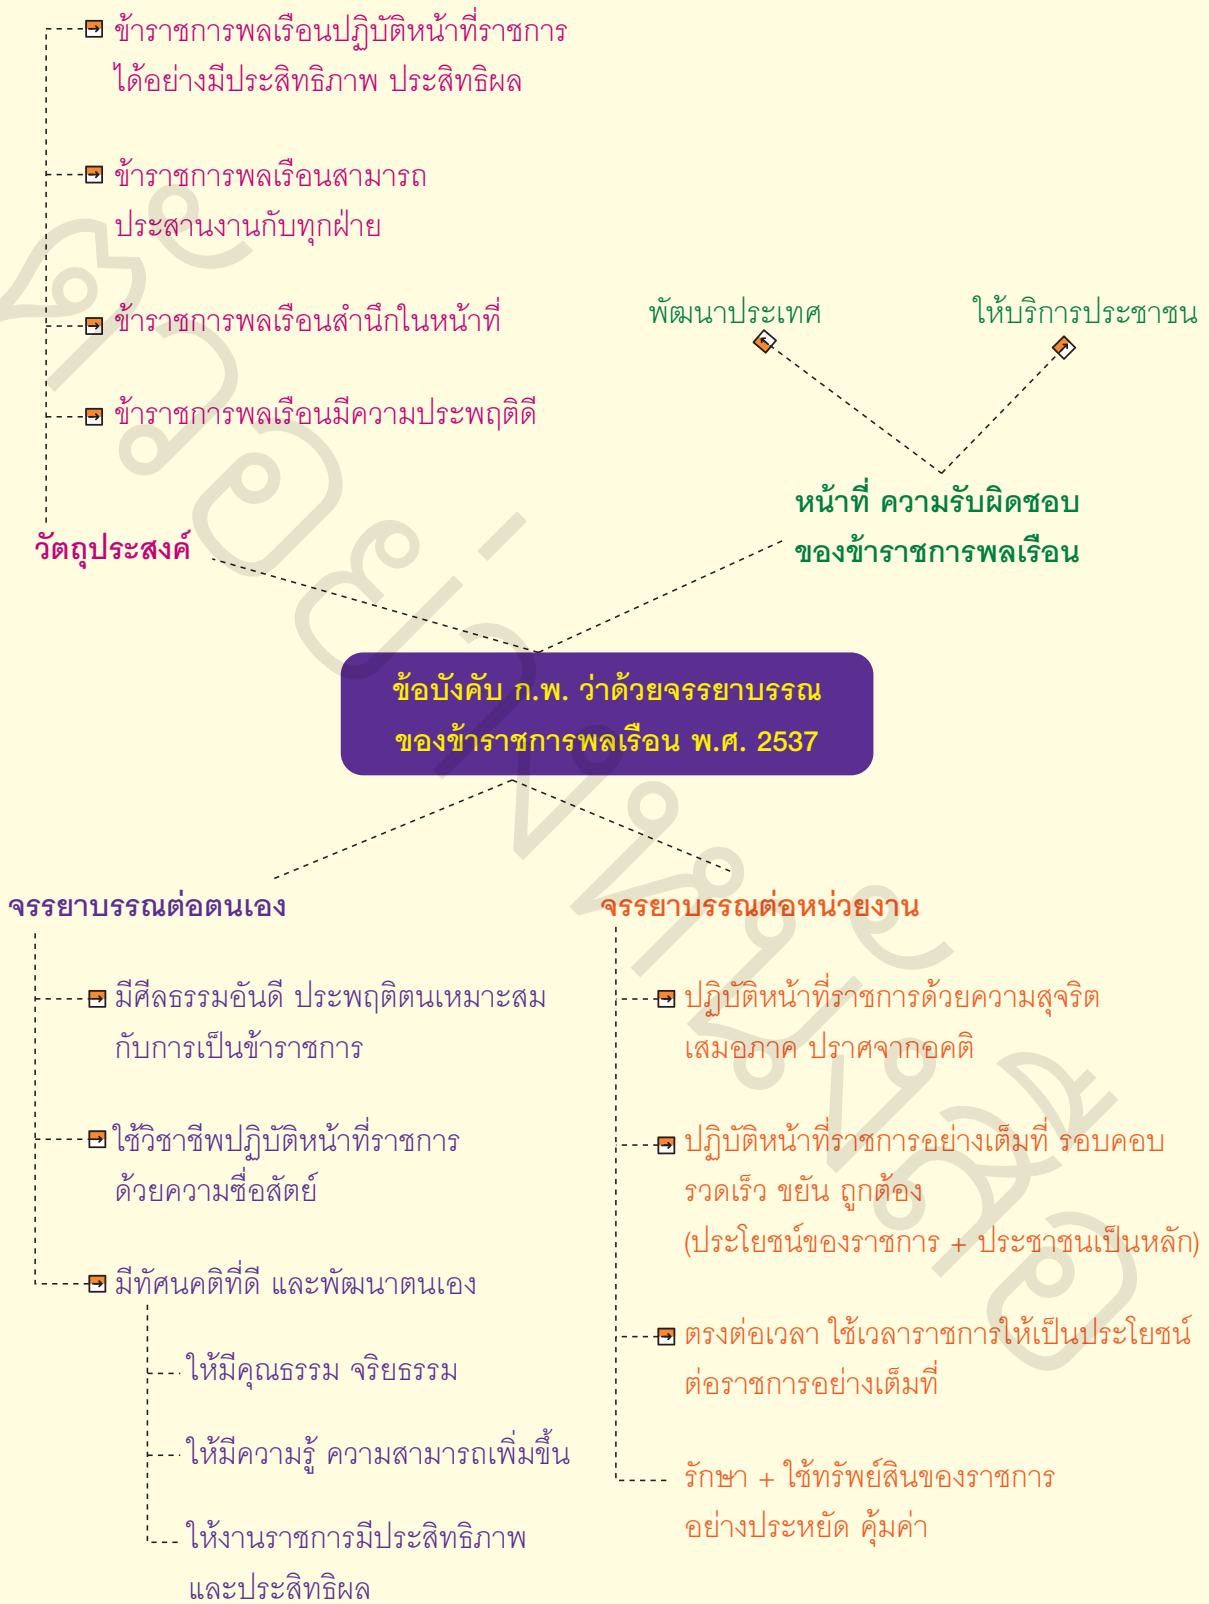 ข้าราชการพลเรือนปฏิบัติหน้าที่ราชการ
ได้อย่างมีประสิทธิภาพ ประสิทธิผล
ข้าราชการพลเรือนสามารถ
ประสานงานกับทุกฝ่าย
ข้าราชการพลเรือนสำนึกในหน้าที่
ข้าราชการพลเรือนมีความประพฤติดี
วัตถุประสงค์
พัฒนาประเทศ
ให้บริการประชาชน
หน้าที่ ความรับผิดชอบ
ของข้าราชการพลเรือน
ข้อบังคับ ก.พ. ว่าด้วยจรรยาบรรณ
ของข้าราชการพลเรือน พ.ศ. 2537
จรรยาบรรณต่อตนเอง
มีศีลธรรมอันดี ประพฤติตนเหมาะสม
กับการเป็นข้าราชการ
ใช้วิชาชีพปฏิบัติหน้าที่ราชการ
ด้วยความซื่อสัตย์
มีทัศนคติที่ดี และพัฒนาตนเอง
ให้มีคุณธรรม จริยธรรม
ให้มีความรู้ ความสามารถเพิ่มขึ้น
ให้งานราชการมีประสิทธิภาพ
และประสิทธิผล
จรรยาบรรณต่อหน่วยงาน
ปฏิบัติหน้าที่ราชการด้วยความสุจริต
เสมอภาค ปราศจากอคติ
ปฏิบัติหน้าที่ราชการอย่างเต็มที่ รอบคอบ
รวดเร็ว ขยัน ถูกต้อง
(ประโยชน์ของราชการ + ประชาชนเป็นหลัก)
ตรงต่อเวลา ใช้เวลาราชการให้เป็นประโยชน์
ต่อราชการอย่างเต็มที่
รักษา + ใช้ทรัพย์สินของราชการ
อย่างประหยัด คุ้มค่า
ตัวอย่างหนังสือ